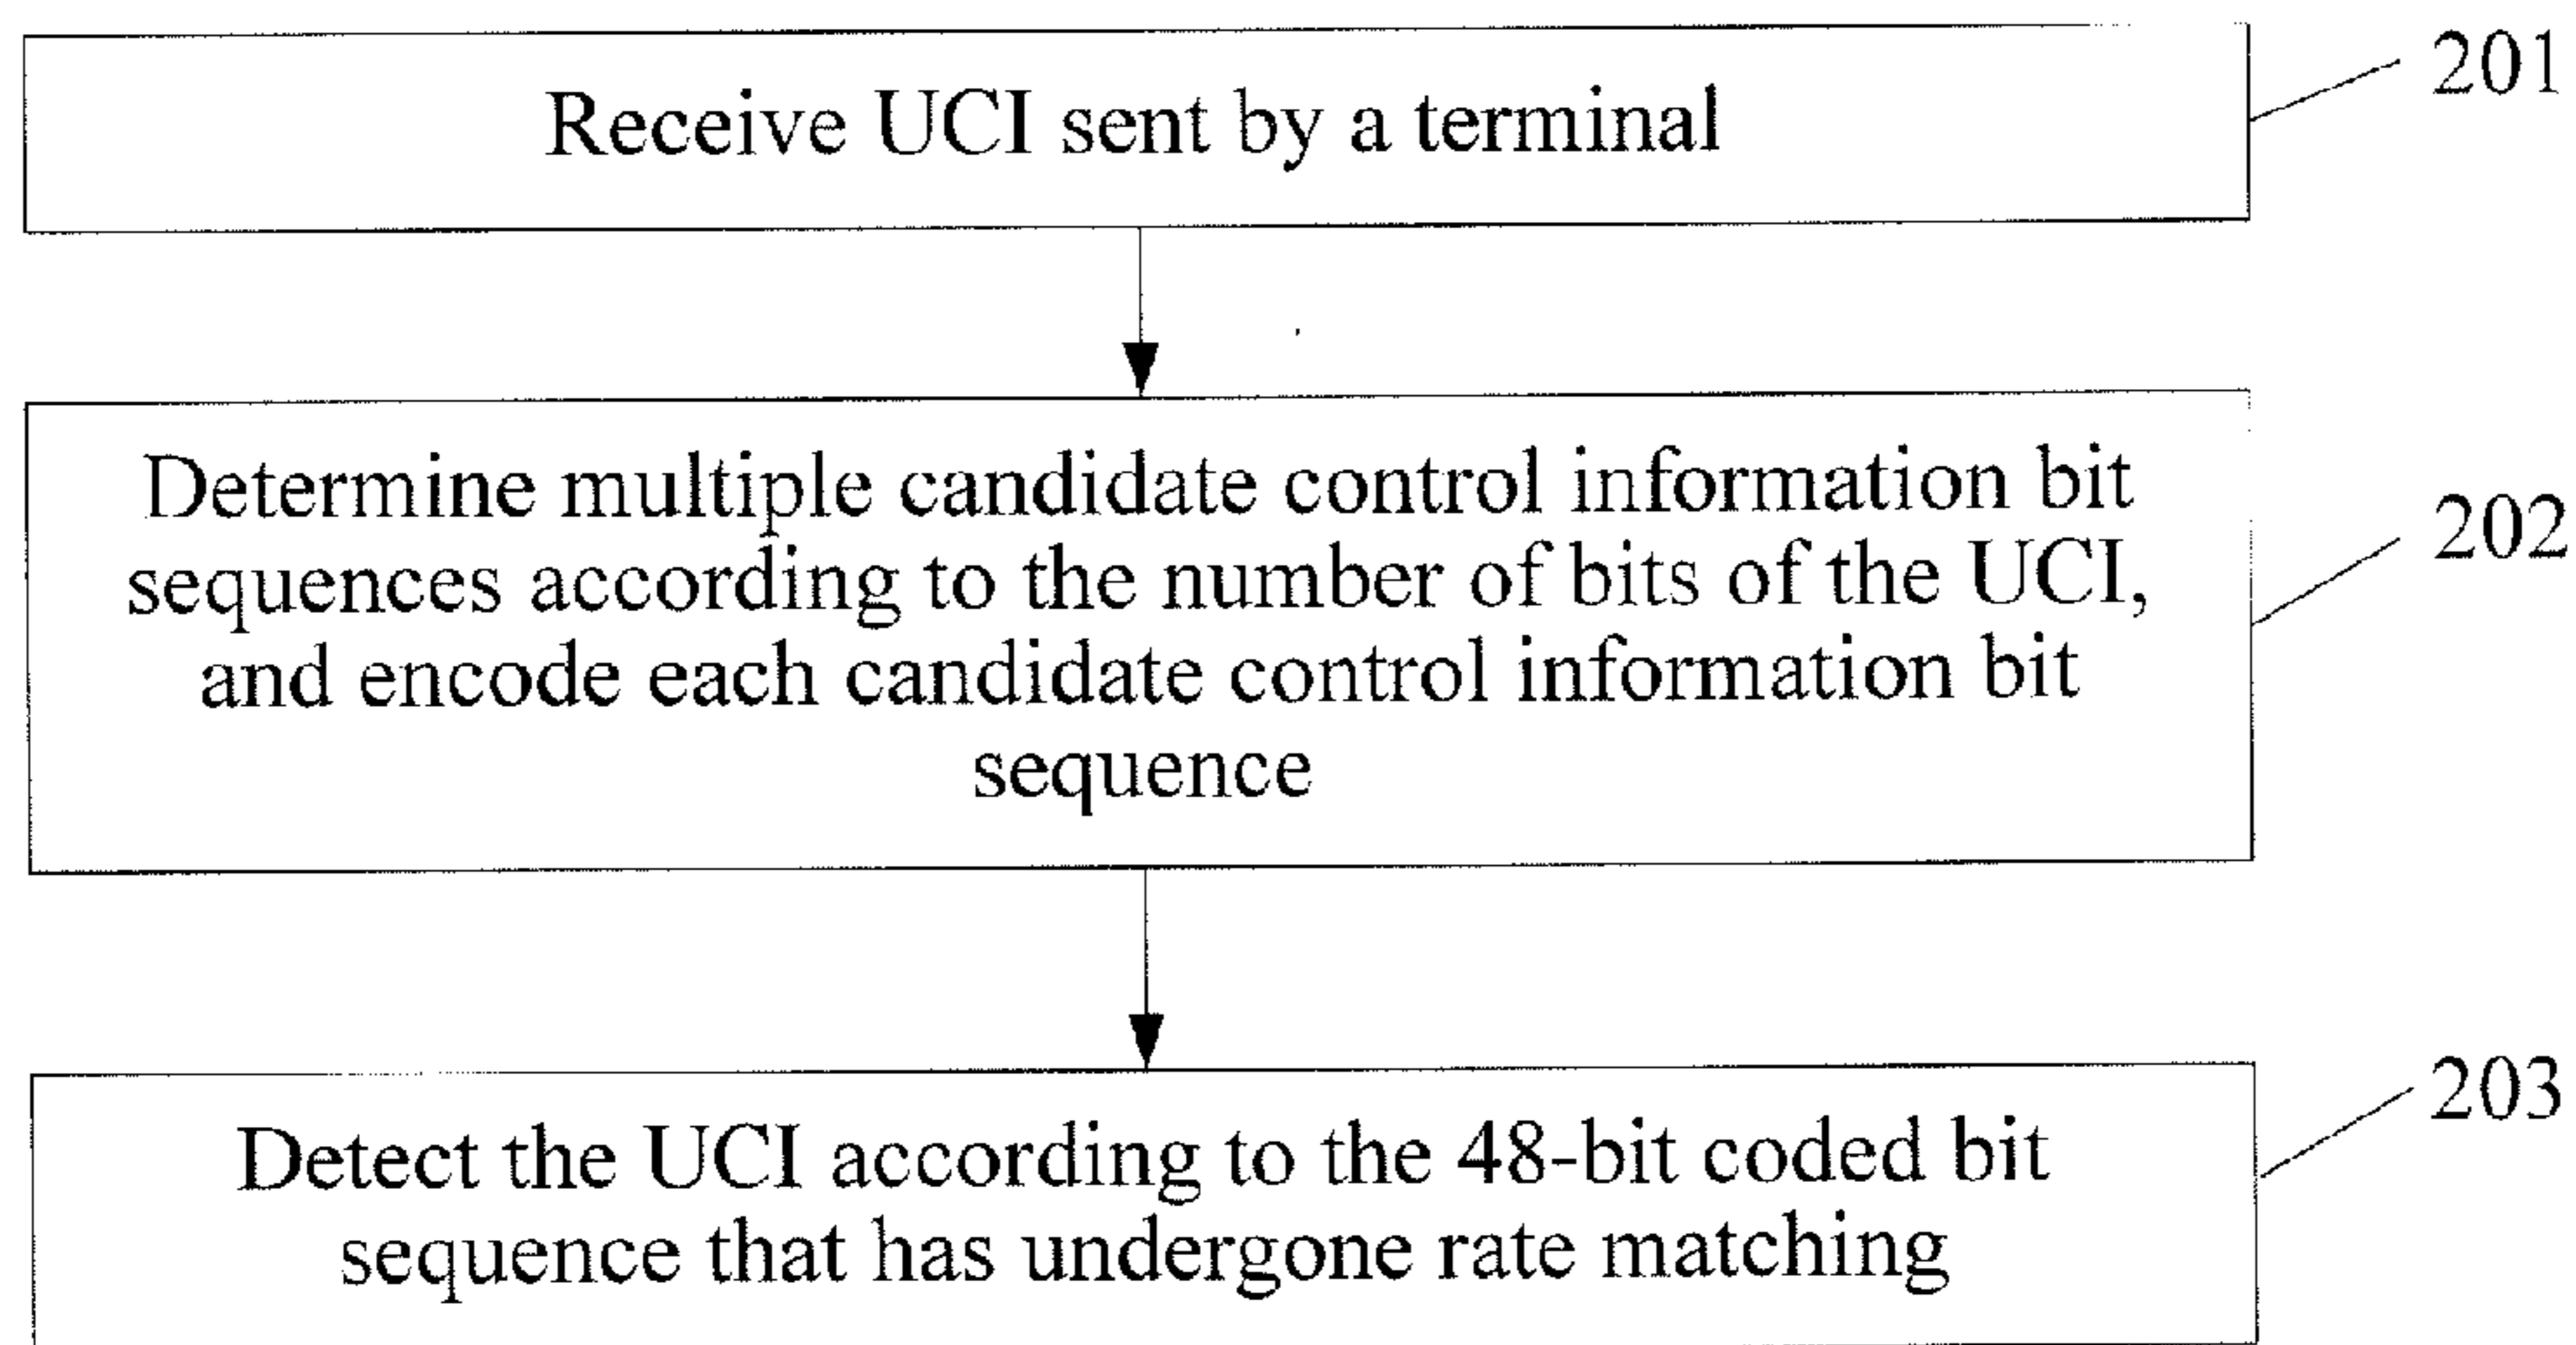 Receive UCI sent by a terminal
201
Determine multiple candidate control information bit
sequences according to the number of bits of the UCI,
and encode each candidate control information bit
sequence
202
Detect the UCI according to the 48-bit coded bit
sequence that has undergone rate matching
203